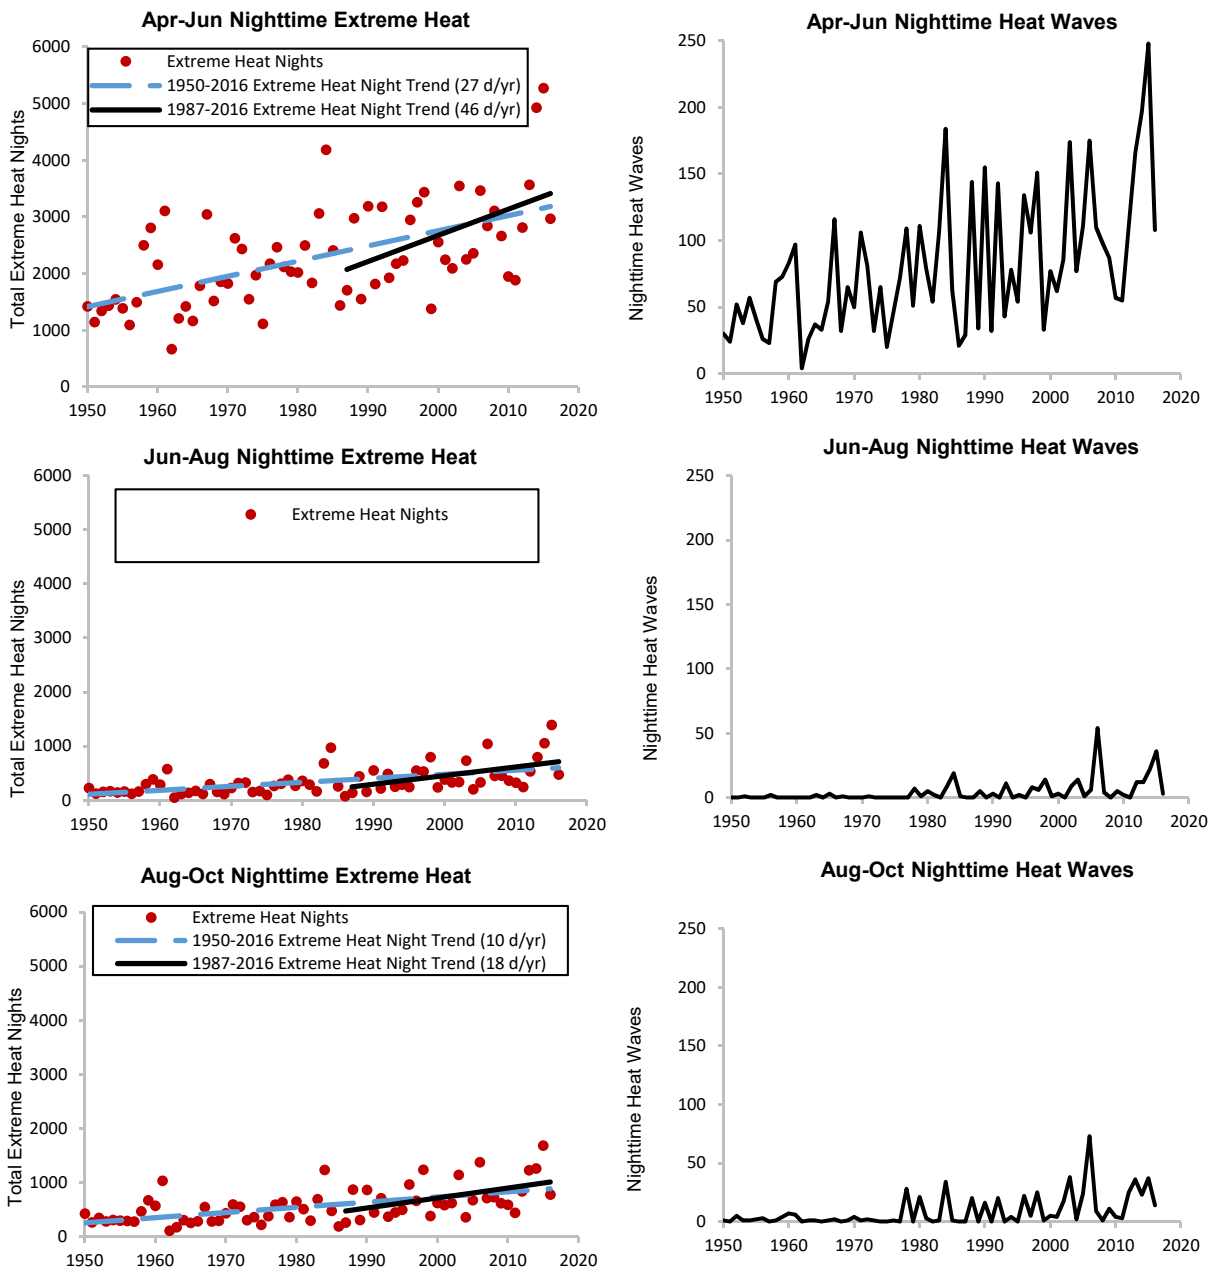 Apr-Jun Nighttime Extreme Heat
Total Extreme Heat Nights
6000
5000
4000
3000
2000
1000
0
Extreme Heat Nights
1950-2016 Extreme Heat Night Trend (27 d/yr)
1987-2016 Extreme Heat Night Trend (46 d/yr)
1950 1960 1970 1980 1990 2000 2010 2020
Apr-Jun Nighttime Heat Waves
Nighttime Heat Waves
250
200
150
100
50
0
1950 1960 1970 1980 1990 2000 2010 2020
Jun-Aug Nighttime Extreme Heat
Total Extreme Heat Nights
6000
5000
4000
3000
2000
1000
0
Extreme Heat Nights
1950 1960 1970 1980 1990 2000 2010 2020
Jun-Aug Nighttime Heat Waves
Nighttime Heat Waves
250
200
150
100
50
0
1950 1960 1970 1980 1990 2000 2010 2020
Aug-Oct Nighttime Extreme Heat
Total Extreme Heat Nights
6000
5000
4000
3000
2000
1000
0
Extreme Heat Nights
1950-2016 Extreme Heat Night Trend (10 d/yr)
1987-2016 Extreme Heat Night Trend (18 d/yr)
1950 1960 1970 1980 1990 2000 2010 2020
Aug-Oct Nighttime Heat Waves
Nighttime Heat Waves
250
200
150
100
50
0
1950 1960 1970 1980 1990 2000 2010 2020